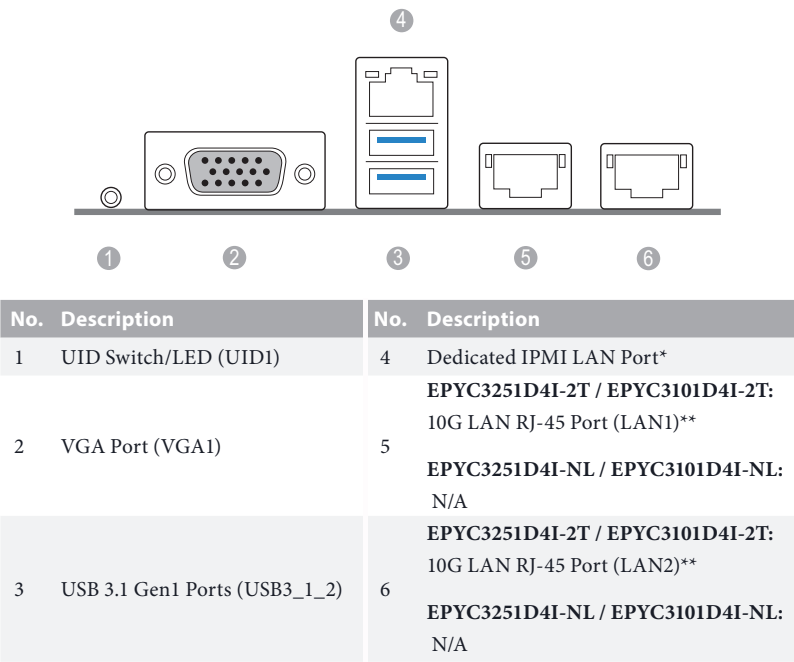 4
1
2
3
5
6
No. Description No. Description
1 UID Switch/LED (UID1) 4 Dedicated IPMI LAN Port*
2 VGA Port (VGA1) 5 EPYC3251D4I-2T / EPYC3101D4I-2T:
10G LAN RJ-45 Port (LAN1)**
EPYC3251D4I-NL / EPYC3101D4I-NL:
N/A
3 USB 3.1 Gen1 Ports (USB3_1_2) 6 EPYC3251D4I-2T / EPYC3101D4I-2T:
10G LAN RJ-45 Port (LAN2)**
EPYC3251D4I-NL / EPYC3101D4I-NL:
N/A